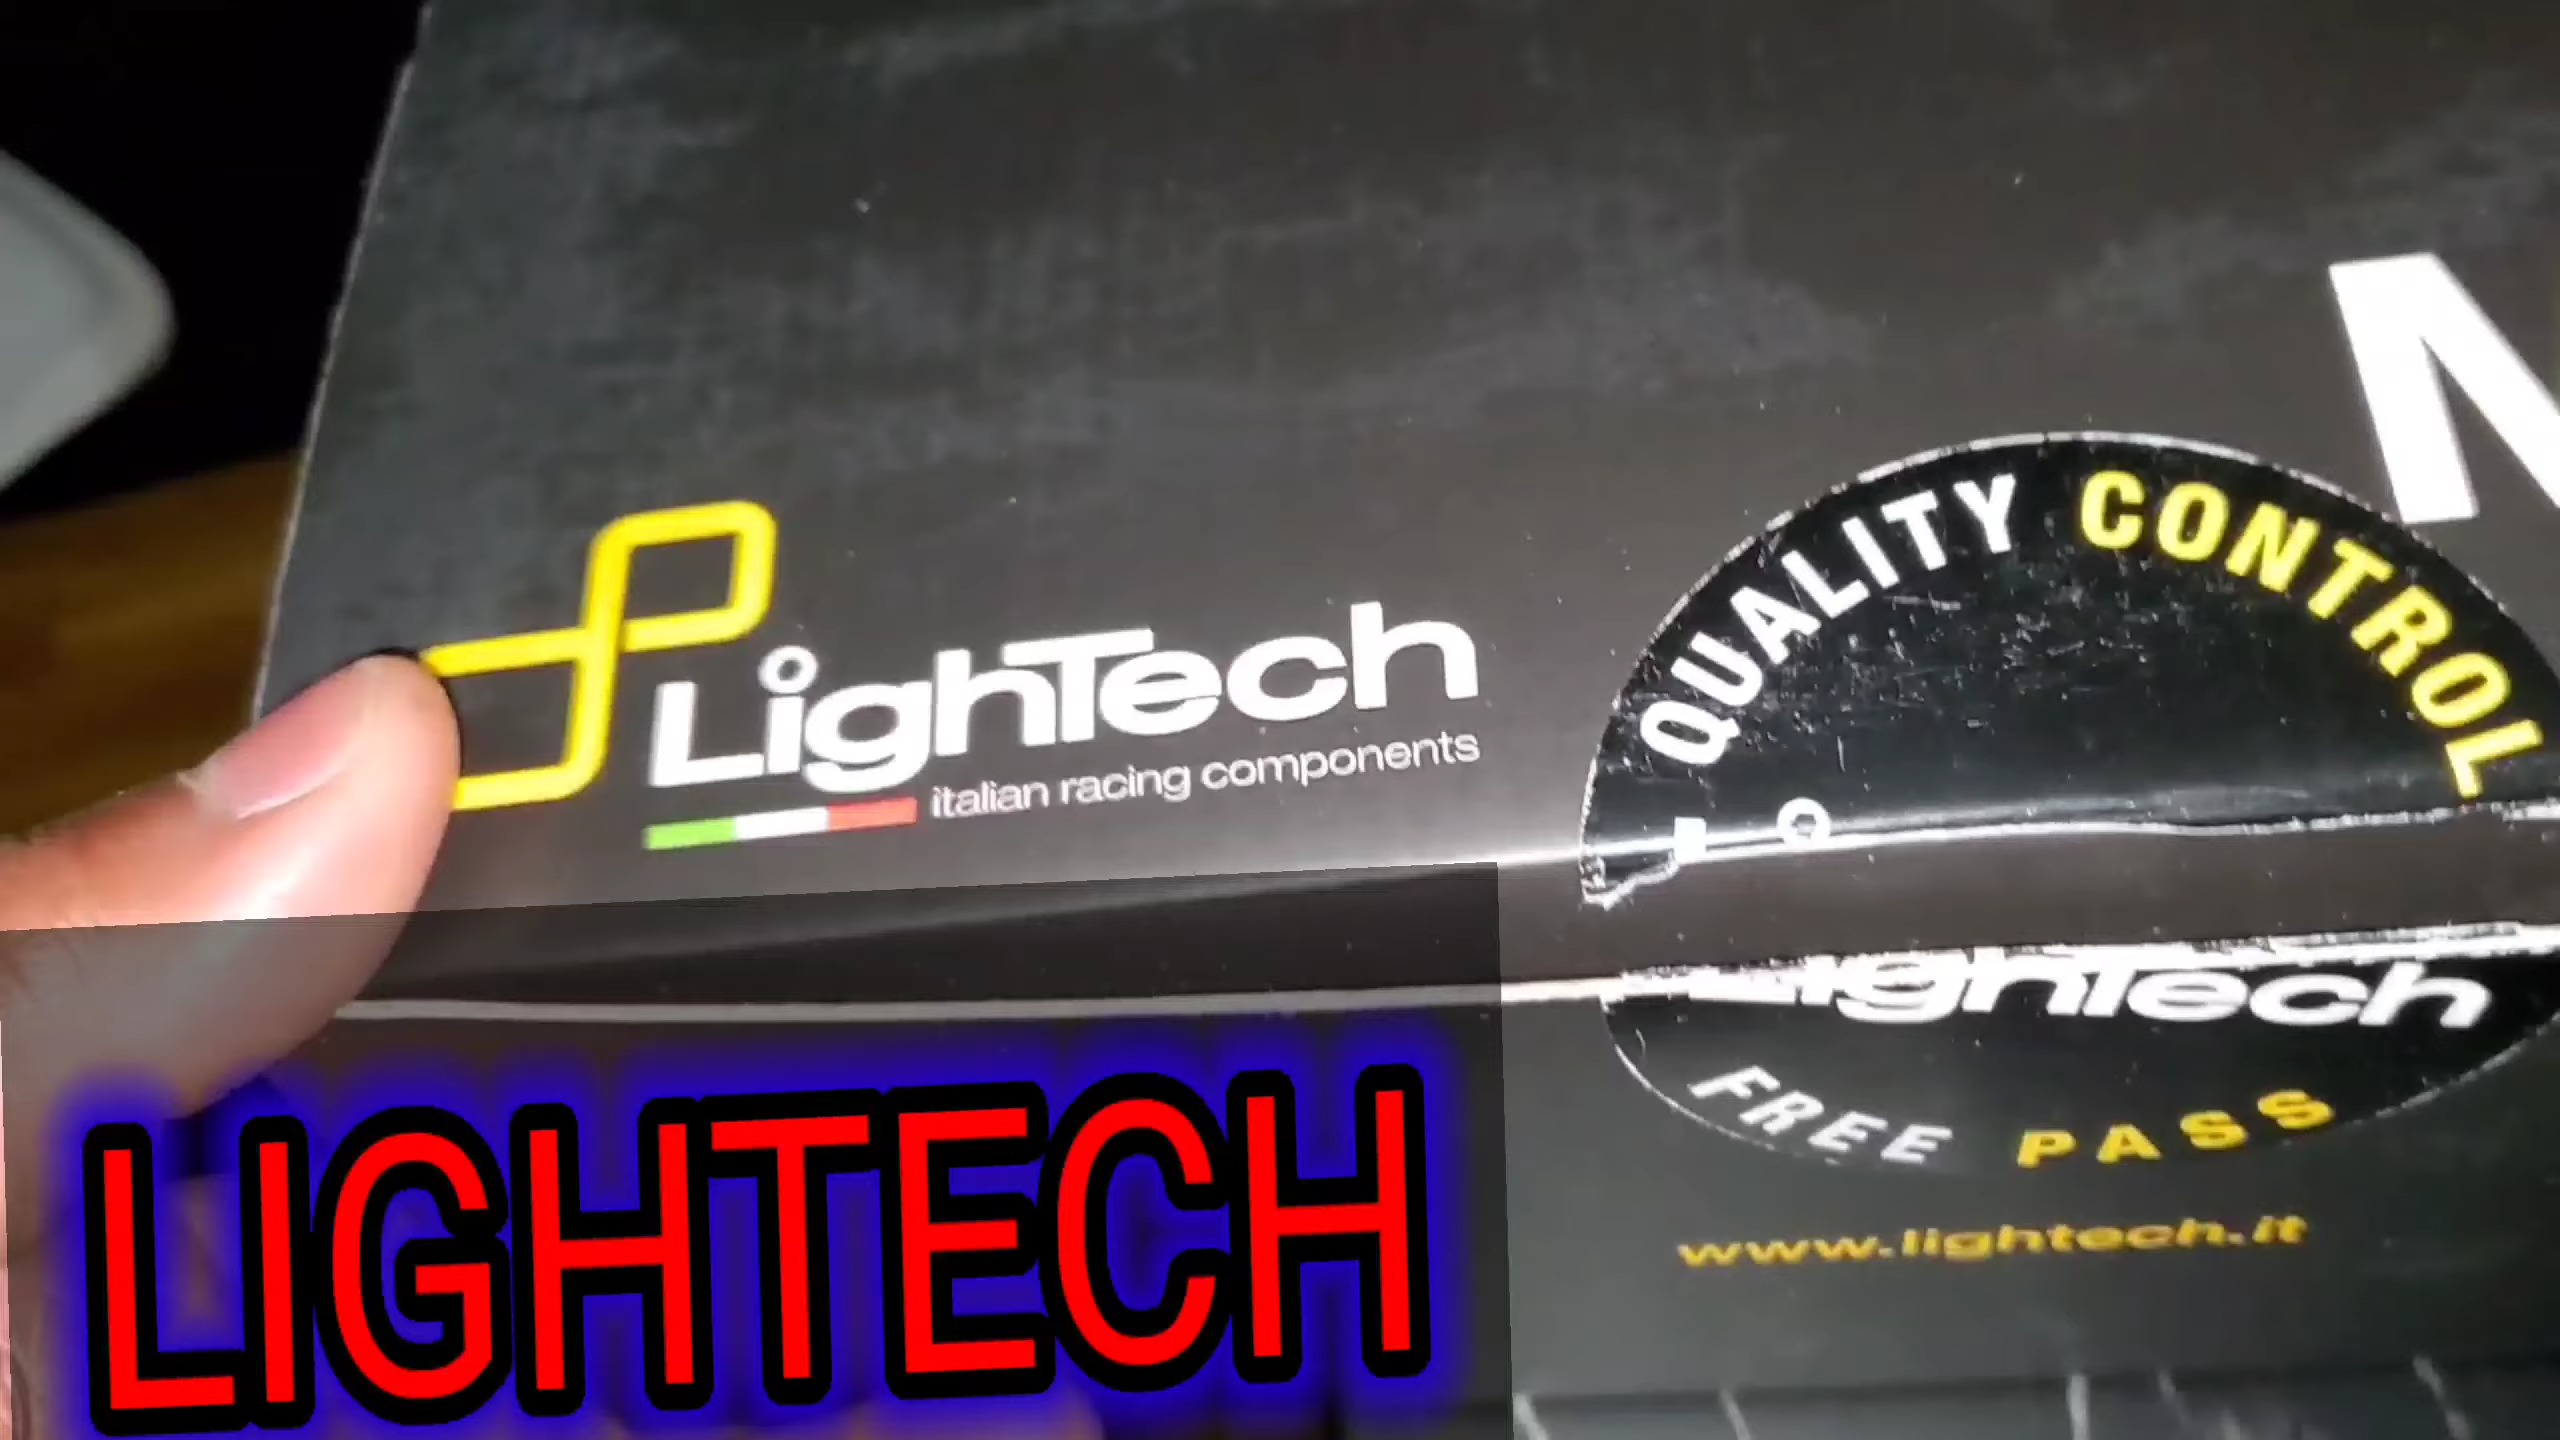 LighTech
italian racing components
QUALITY CONTROL
LighTech
FREE PASS
www.lightech.it
LIGHTECH